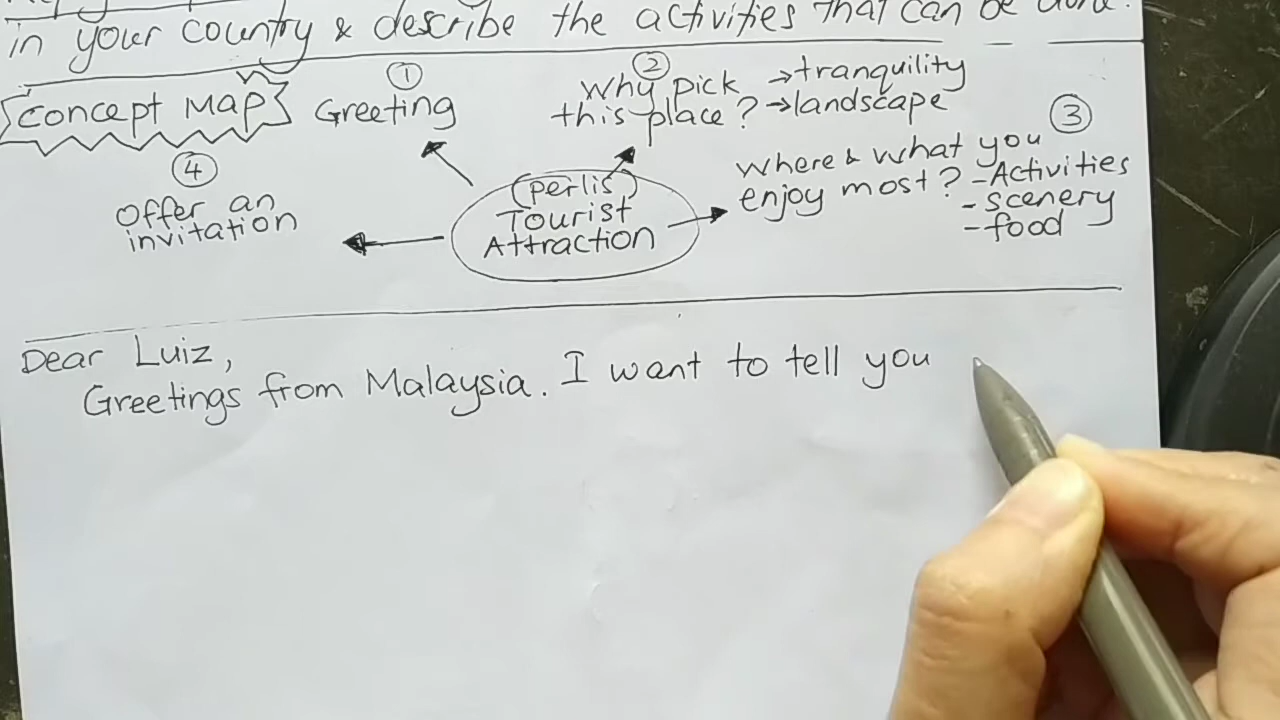 in your country & describe the activities that can be done.
Concept Map
①
Greeting
②
Why pick
this place?
→tranquility
→landscape
③
Where & what you
enjoy most?
-Activities
-scenery
-food
④
Offer an
invitation
(Perlis)
Tourist
Attraction
Dear Luiz,
Greetings from Malaysia. I want to tell you